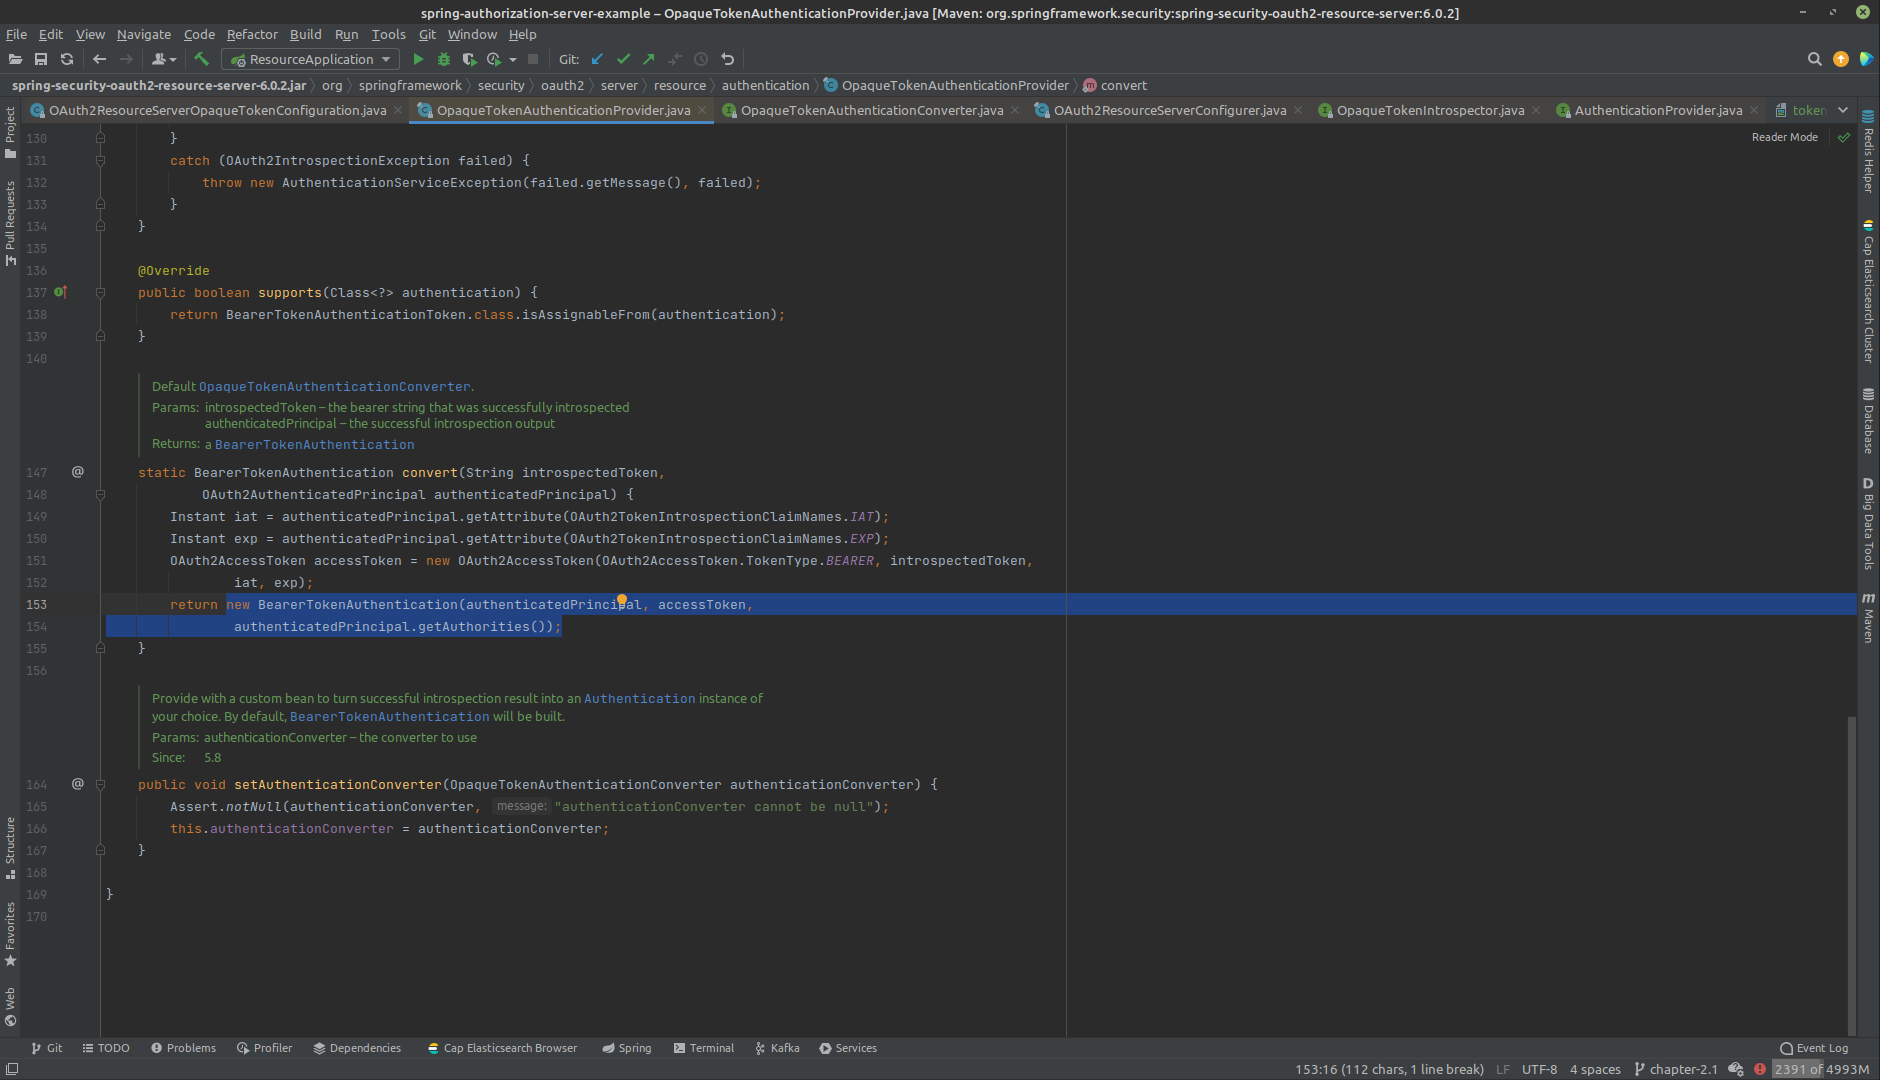 spring-authorization-server-example – OpaqueTokenAuthenticationProvider.java [Maven: org.springframework.security:spring-security-oauth2-resource-server:6.0.2]
File Edit View Navigate Code Refactor Build Run Tools Git Window Help
ResourceApplication Git:
spring-security-oauth2-resource-server-6.0.2.jar org springframework security oauth2 server resource authentication OpaqueTokenAuthenticationProvider convert
OAuth2ResourceServerOpaqueTokenConfiguration.java OpaqueTokenAuthenticationProvider.java OpaqueTokenAuthenticationConverter.java OAuth2ResourceServerConfigurer.java OpaqueTokenIntrospector.java AuthenticationProvider.java token
Reader Mode
130 }
131 catch (OAuth2IntrospectionException failed) {
132 throw new AuthenticationServiceException(failed.getMessage(), failed);
133 }
134 }
135
136 @Override
137 public boolean supports(Class<?> authentication) {
138 return BearerTokenAuthenticationToken.class.isAssignableFrom(authentication);
139 }
140
Default OpaqueTokenAuthenticationConverter.
Params: introspectedToken – the bearer string that was successfully introspected
authenticatedPrincipal – the successful introspection output
Returns: a BearerTokenAuthentication
147 @ static BearerTokenAuthentication convert(String introspectedToken,
148 OAuth2AuthenticatedPrincipal authenticatedPrincipal) {
149 Instant iat = authenticatedPrincipal.getAttribute(OAuth2TokenIntrospectionClaimNames.IAT);
150 Instant exp = authenticatedPrincipal.getAttribute(OAuth2TokenIntrospectionClaimNames.EXP);
151 OAuth2AccessToken accessToken = new OAuth2AccessToken(OAuth2AccessToken.TokenType.BEARER, introspectedToken,
152 iat, exp);
153 return new BearerTokenAuthentication(authenticatedPrincipal, accessToken,
154 authenticatedPrincipal.getAuthorities());
155 }
156
Provide with a custom bean to turn successful introspection result into an Authentication instance of
your choice. By default, BearerTokenAuthentication will be built.
Params: authenticationConverter – the converter to use
Since: 5.8
164 @ public void setAuthenticationConverter(OpaqueTokenAuthenticationConverter authenticationConverter) {
165 Assert.notNull(authenticationConverter, message: "authenticationConverter cannot be null");
166 this.authenticationConverter = authenticationConverter;
167 }
168
169 }
170
Project
Pull Requests
Structure
Favorites
Web
Redis Helper
Cap Elasticsearch Cluster
Database
D Big Data Tools
m Maven
Git TODO Problems Profiler Dependencies Cap Elasticsearch Browser Spring Terminal Kafka Services Event Log
153:16 (112 chars, 1 line break) LF UTF-8 4 spaces chapter-2.1 2391 of 4993M